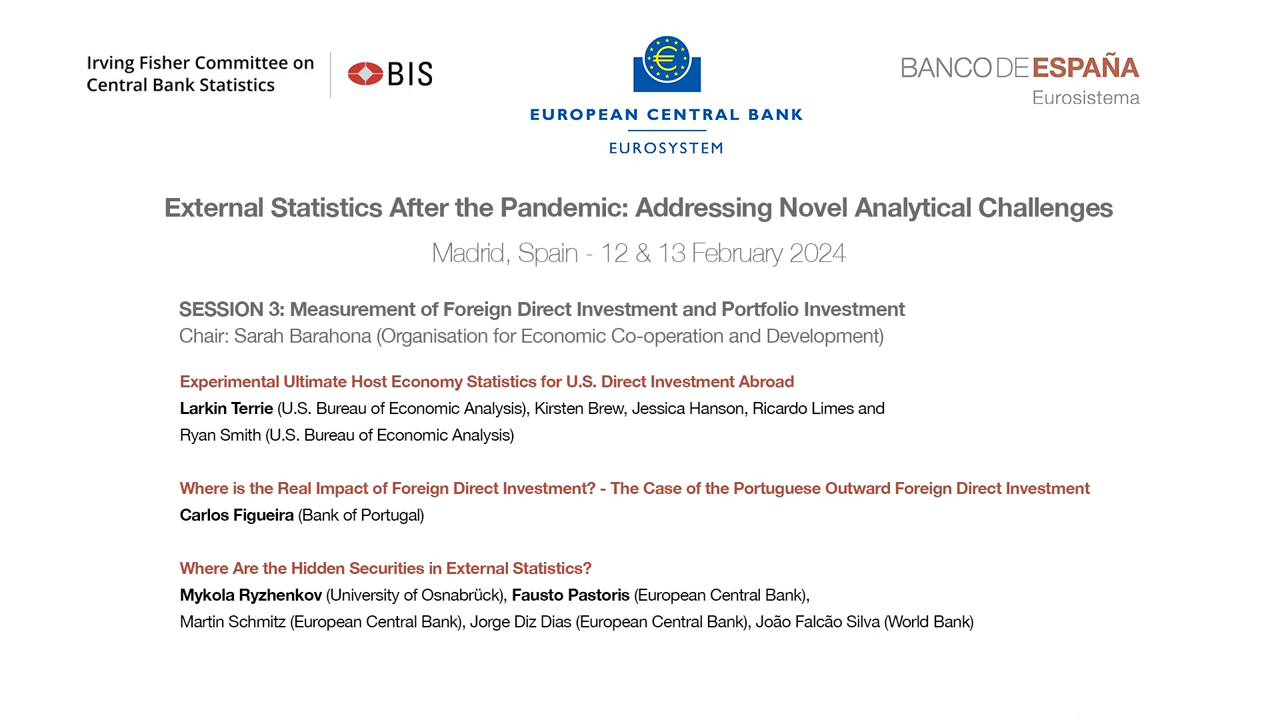 Irving Fisher Committee on
Central Bank Statistics
BIS
€
EUROPEAN CENTRAL BANK
EUROSYSTEM
BANCO DE ESPAÑA
Eurosistema
External Statistics After the Pandemic: Addressing Novel Analytical Challenges
Madrid, Spain - 12 & 13 February 2024
SESSION 3: Measurement of Foreign Direct Investment and Portfolio Investment
Chair: Sarah Barahona (Organisation for Economic Co-operation and Development)
Experimental Ultimate Host Economy Statistics for U.S. Direct Investment Abroad
Larkin Terrie (U.S. Bureau of Economic Analysis), Kirsten Brew, Jessica Hanson, Ricardo Limes and
Ryan Smith (U.S. Bureau of Economic Analysis)
Where is the Real Impact of Foreign Direct Investment? - The Case of the Portuguese Outward Foreign Direct Investment
Carlos Figueira (Bank of Portugal)
Where Are the Hidden Securities in External Statistics?
Mykola Ryzhenkov (University of Osnabrück), Fausto Pastoris (European Central Bank),
Martin Schmitz (European Central Bank), Jorge Diz Dias (European Central Bank), João Falcão Silva (World Bank)